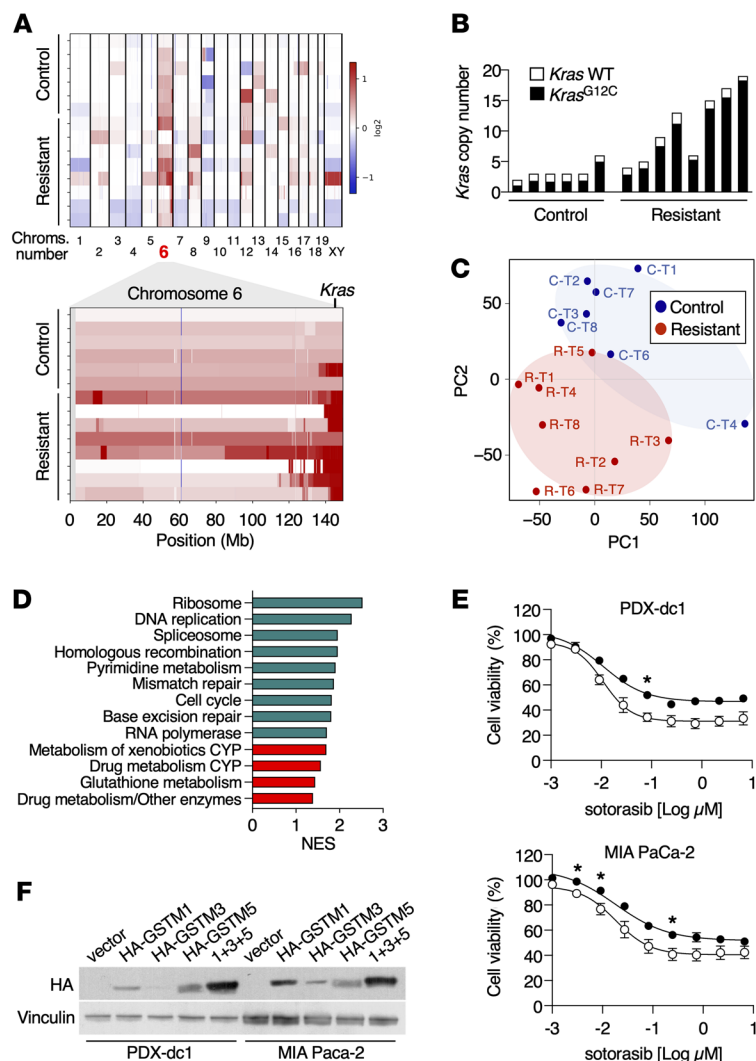 A
Control
Resistant
1
0
−1
log2
Chroms. number
1 3 5 7 9 11 13 15 17 19
2 4 6 8 10 12 14 16 18 XY
Chromosome 6
Kras
Control
Resistant
0 20 40 60 80 100 120 140
Position (Mb)
B
Kras WT
KrasG12C
Kras copy number
20
15
10
5
0
Control
Resistant
C
C-T1
C-T2
C-T7
C-T3
C-T8
C-T6
C-T4
R-T5
R-T1
R-T4
R-T8
R-T3
R-T2
R-T6
R-T7
Control
Resistant
PC2
50
0
−50
−50 0 50 100
PC1
D
Ribosome
DNA replication
Spliceosome
Homologous recombination
Pyrimidine metabolism
Mismatch repair
Cell cycle
Base excision repair
RNA polymerase
Metabolism of xenobiotics CYP
Drug metabolism CYP
Glutathione metabolism
Drug metabolism/Other enzymes
0 1 2 3
NES
E
PDX-dc1
Cell viability (%)
120
100
80
60
40
20
0
*
-3 -2 -1 0 1
sotorasib [Log µM]
MIA PaCa-2
Cell viability (%)
120
100
80
60
40
20
0
* * *
-3 -2 -1 0 1
sotorasib [Log µM]
F
vector
HA-GSTM1
HA-GSTM3
HA-GSTM5
1+3+5
vector
HA-GSTM1
HA-GSTM3
HA-GSTM5
1+3+5
HA
Vinculin
PDX-dc1
MIA Paca-2